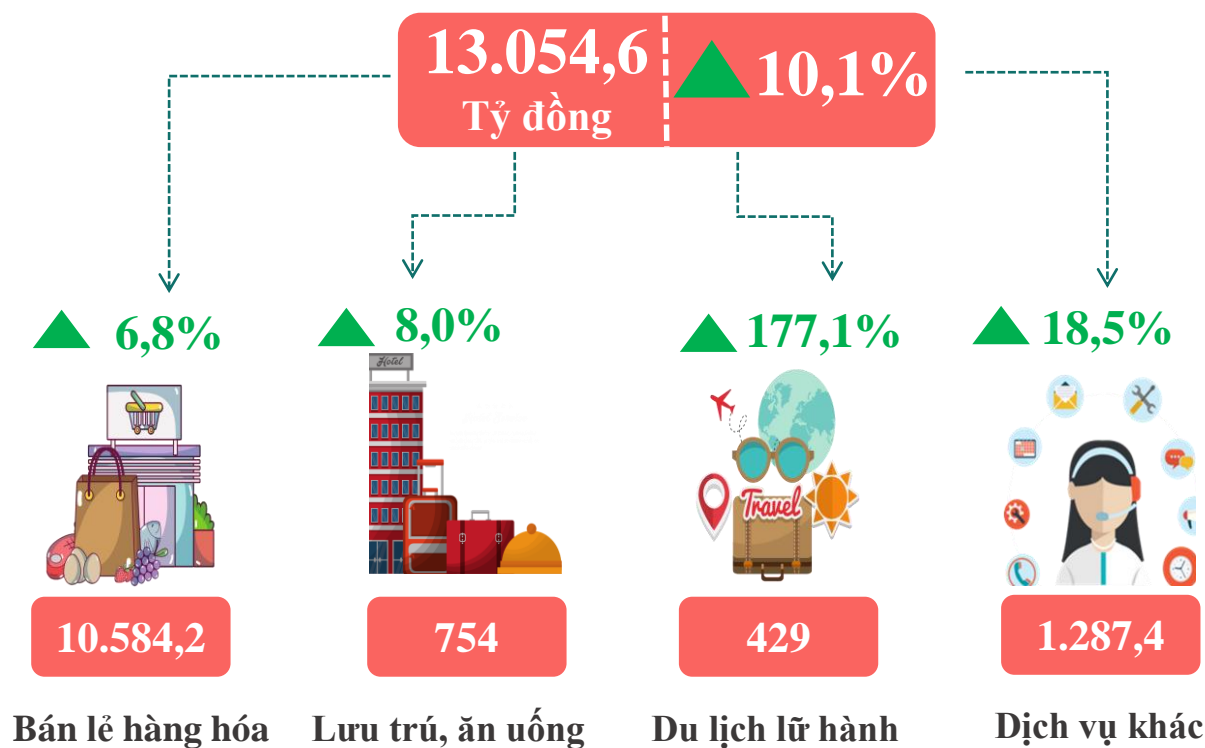 13.054,6
Tỷ đồng
10,1%
6,8%
8,0%
177,1%
18,5%
Hotel
Travel
10.584,2
754
429
1.287,4
Bán lẻ hàng hóa
Lưu trú, ăn uống
Du lịch lữ hành
Dịch vụ khác